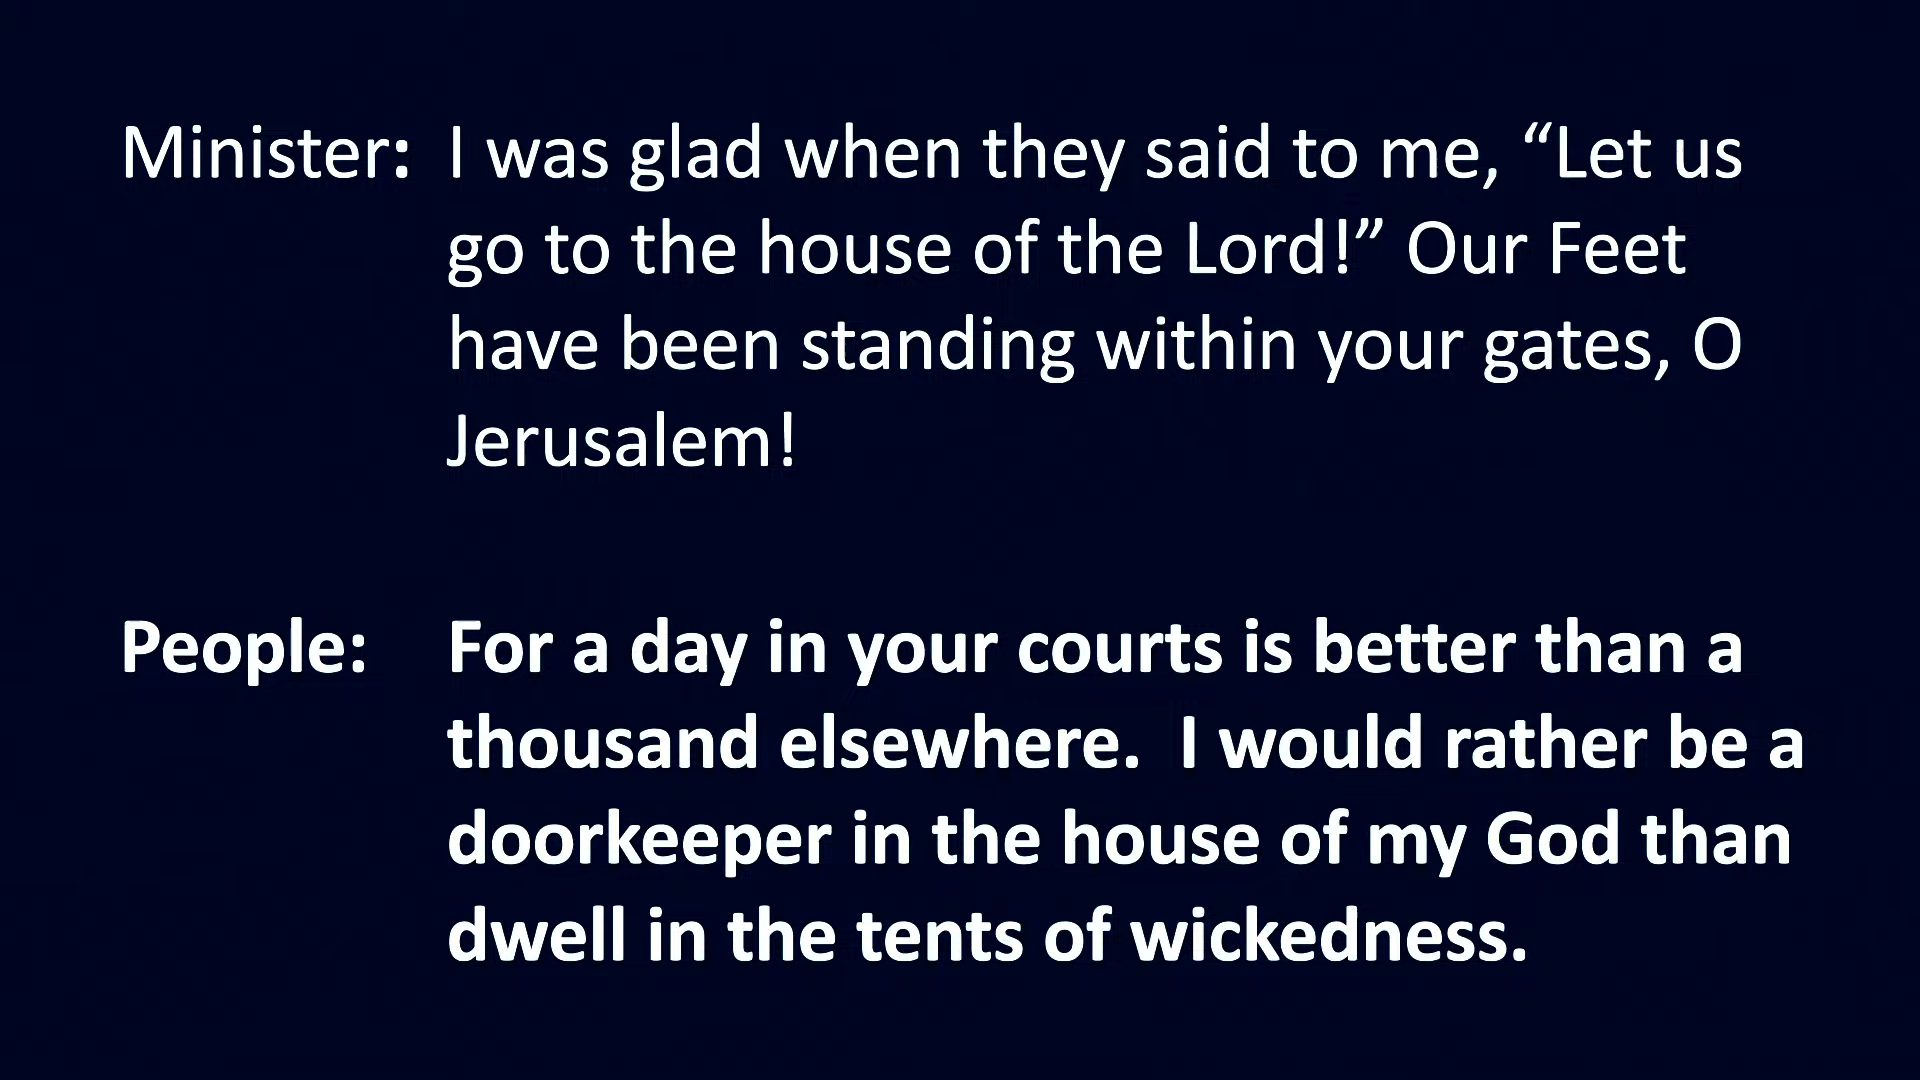 Minister: I was glad when they said to me, “Let us
go to the house of the Lord!” Our Feet
have been standing within your gates, O
Jerusalem!
People: For a day in your courts is better than a
thousand elsewhere.  I would rather be a
doorkeeper in the house of my God than
dwell in the tents of wickedness.